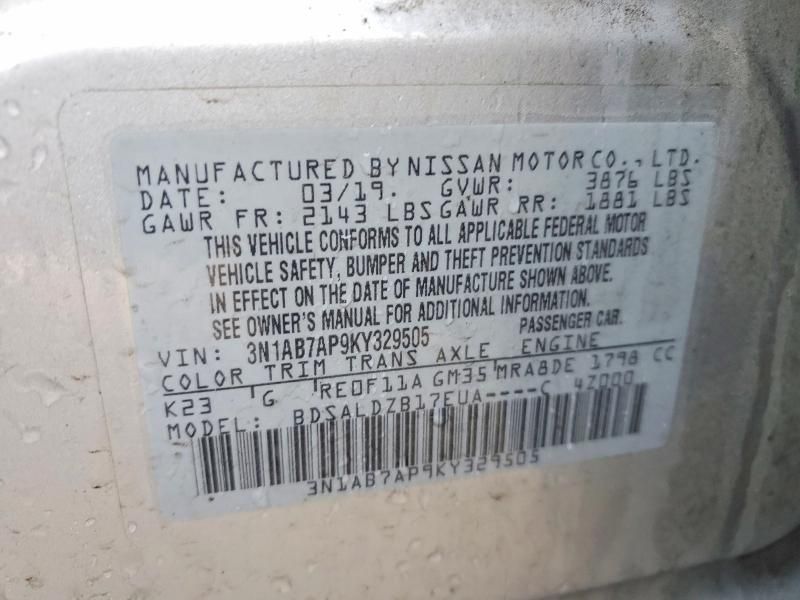 MANUFACTURED BY NISSAN MOTOR CO., LTD.
DATE: 03/19. GVWR: 3876 LBS
GAWR FR: 2143 LBS GAWR RR: 1881 LBS
THIS VEHICLE CONFORMS TO ALL APPLICABLE FEDERAL MOTOR
VEHICLE SAFETY, BUMPER AND THEFT PREVENTION STANDARDS
IN EFFECT ON THE DATE OF MANUFACTURE SHOWN ABOVE.
SEE OWNER'S MANUAL FOR ADDITIONAL INFORMATION.
VIN: 3N1AB7AP9KY329505 PASSENGER CAR.
COLOR TRIM TRANS AXLE ENGINE
K23 G RE0F11A GM35 MRA8DE 1798 CC
MODEL: BDSALDZB17EUA----C 4Z000
3N1AB7AP9KY329505